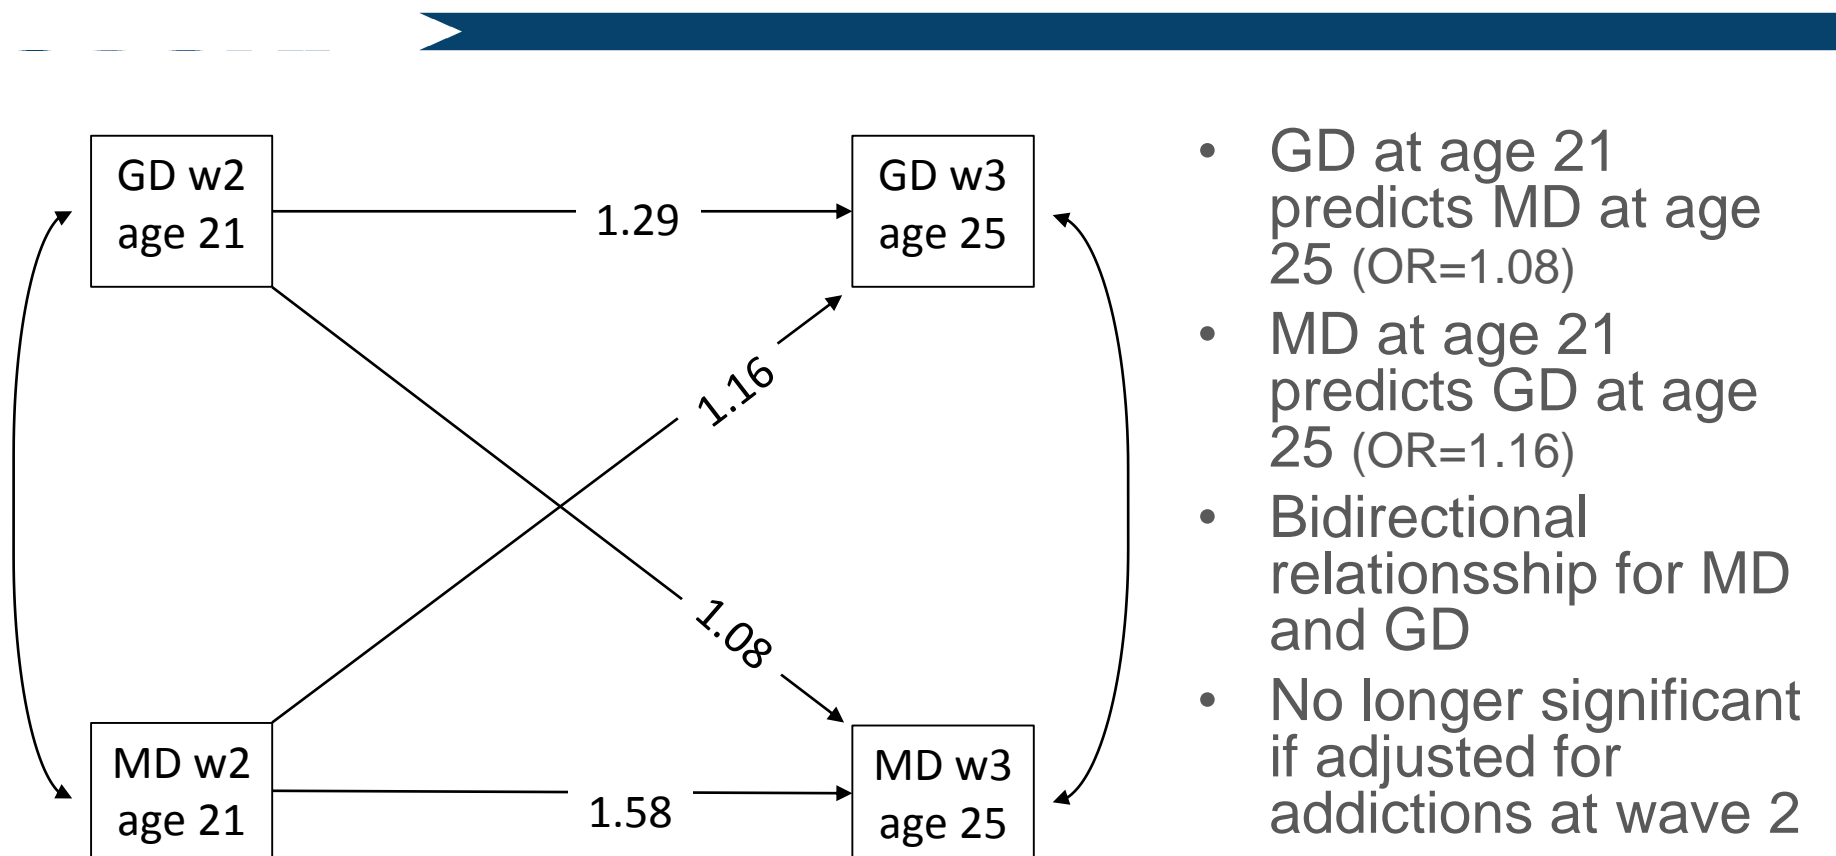 GD w2
age 21
1.29
GD w3
age 25
1.16
1.08
MD w2
age 21
1.58
MD w3
age 25
• GD at age 21
predicts MD at age
25 (OR=1.08)
• MD at age 21
predicts GD at age
25 (OR=1.16)
• Bidirectional
relationsship for MD
and GD
• No longer significant
if adjusted for
addictions at wave 2